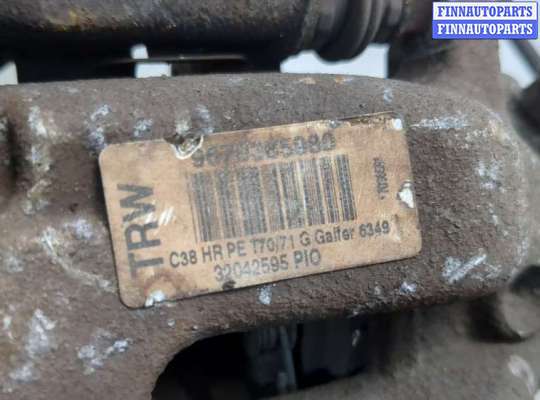 FINNAUTOPARTS
FINNAUTOPARTS
TRW
C38 HR PE T70/71 G Galfer 6349
32042595 PIO